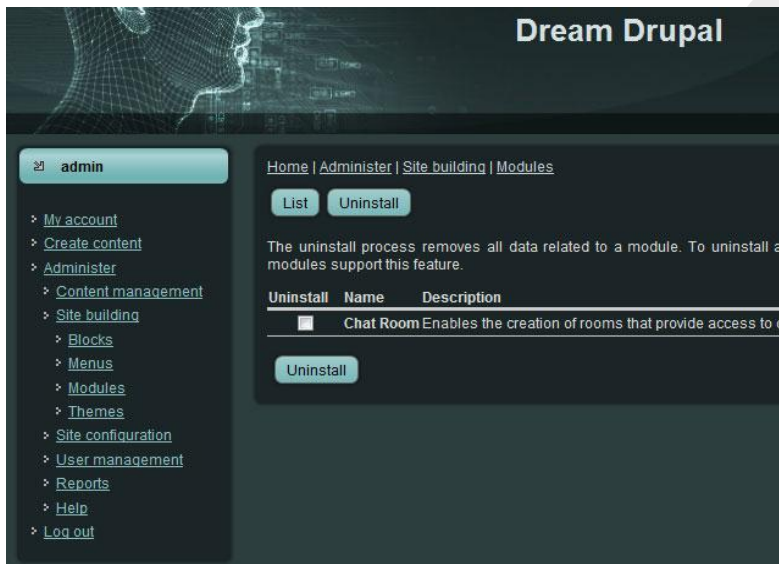 Dream Drupal
admin
My account
Create content
Administer
Content management
Site building
Blocks
Menus
Modules
Themes
Site configuration
User management
Reports
Help
Log out
Home | Administer | Site building | Modules
List Uninstall
The uninstall process removes all data related to a module. To uninstall a
modules support this feature.
Uninstall Name Description
Chat Room Enables the creation of rooms that provide access to
Uninstall